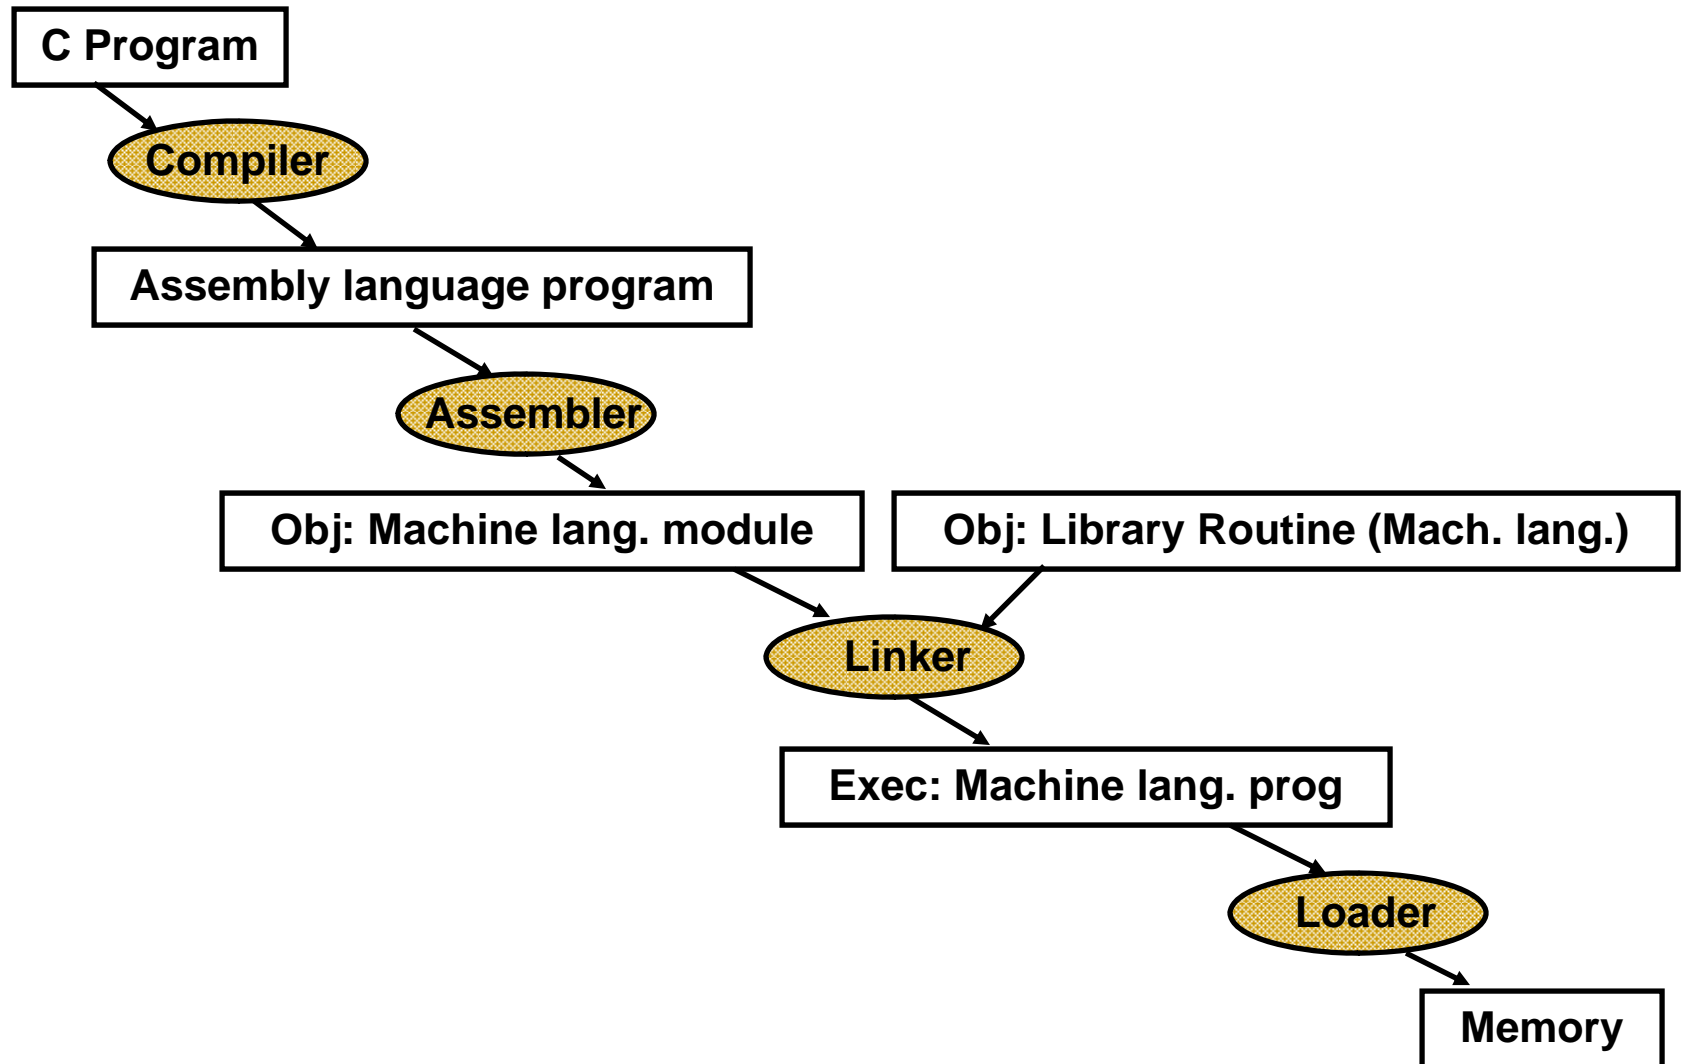 C Program
Compiler
Assembly language program
Assembler
Obj: Machine lang. module
Obj: Library Routine (Mach. lang.)
Linker
Exec: Machine lang. prog
Loader
Memory